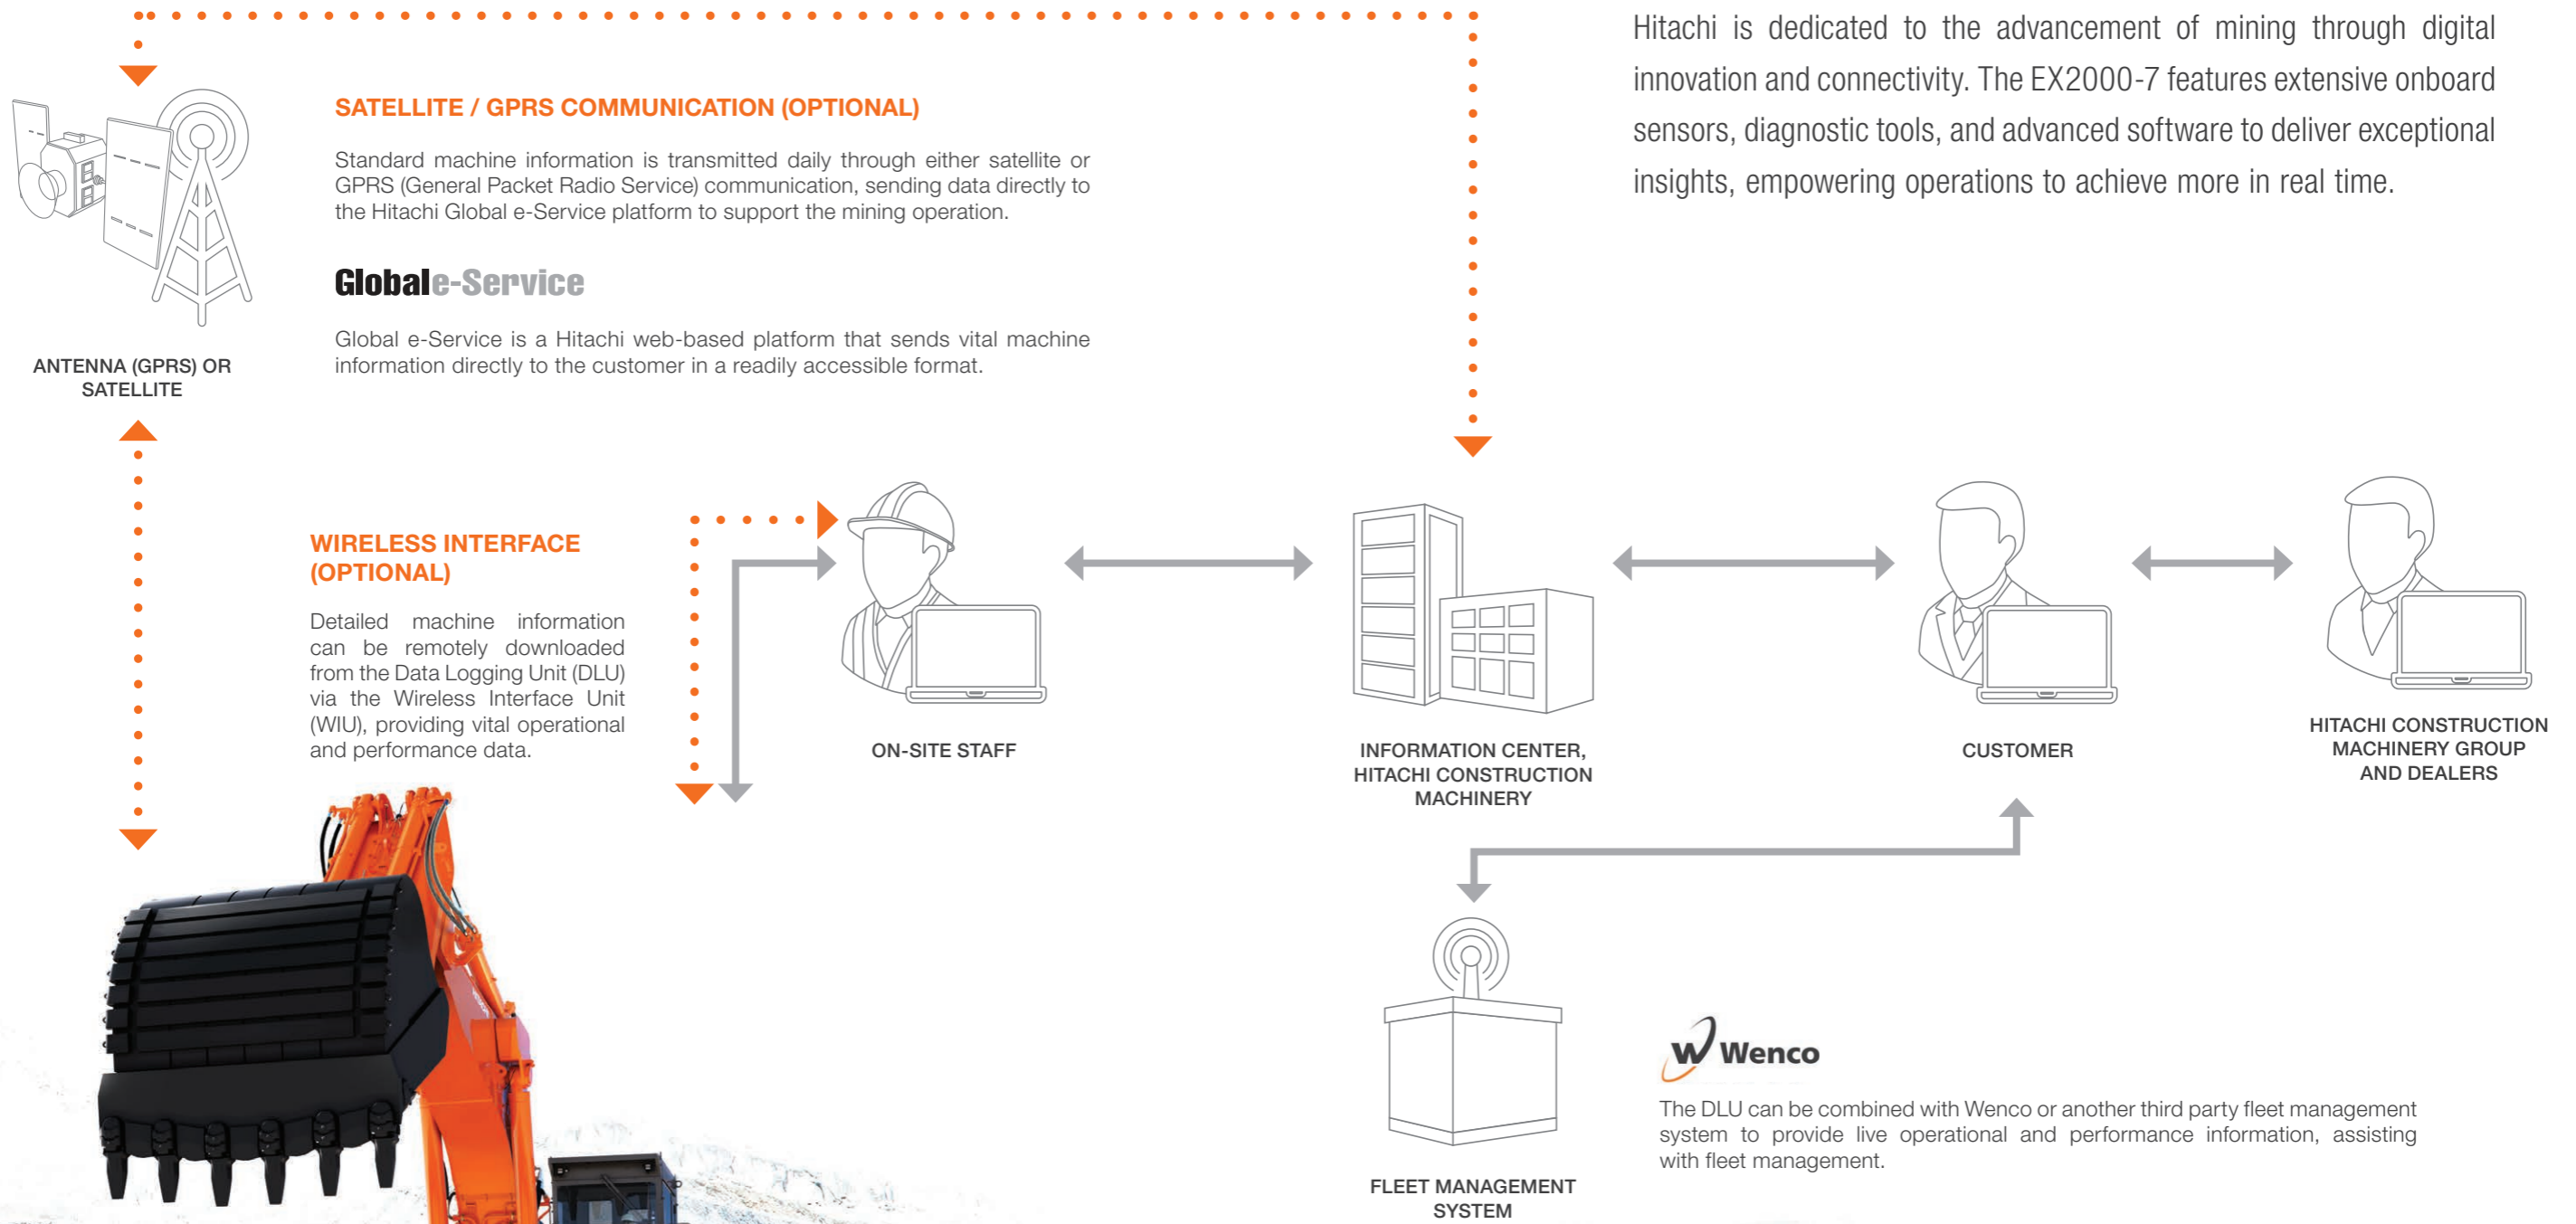 Hitachi is dedicated to the advancement of mining through digital
innovation and connectivity. The EX2000-7 features extensive onboard
sensors, diagnostic tools, and advanced software to deliver exceptional
insights, empowering operations to achieve more in real time.
SATELLITE / GPRS COMMUNICATION (OPTIONAL)
Standard machine information is transmitted daily through either satellite or
GPRS (General Packet Radio Service) communication, sending data directly to
the Hitachi Global e-Service platform to support the mining operation.
Global e-Service
Global e-Service is a Hitachi web-based platform that sends vital machine
information directly to the customer in a readily accessible format.
ANTENNA (GPRS) OR
SATELLITE
WIRELESS INTERFACE
(OPTIONAL)
Detailed machine information
can be remotely downloaded
from the Data Logging Unit (DLU)
via the Wireless Interface Unit
(WIU), providing vital operational
and performance data.
ON-SITE STAFF
INFORMATION CENTER,
HITACHI CONSTRUCTION
MACHINERY
CUSTOMER
HITACHI CONSTRUCTION
MACHINERY GROUP
AND DEALERS
W Wenco
The DLU can be combined with Wenco or another third party fleet management
system to provide live operational and performance information, assisting
with fleet management.
FLEET MANAGEMENT
SYSTEM